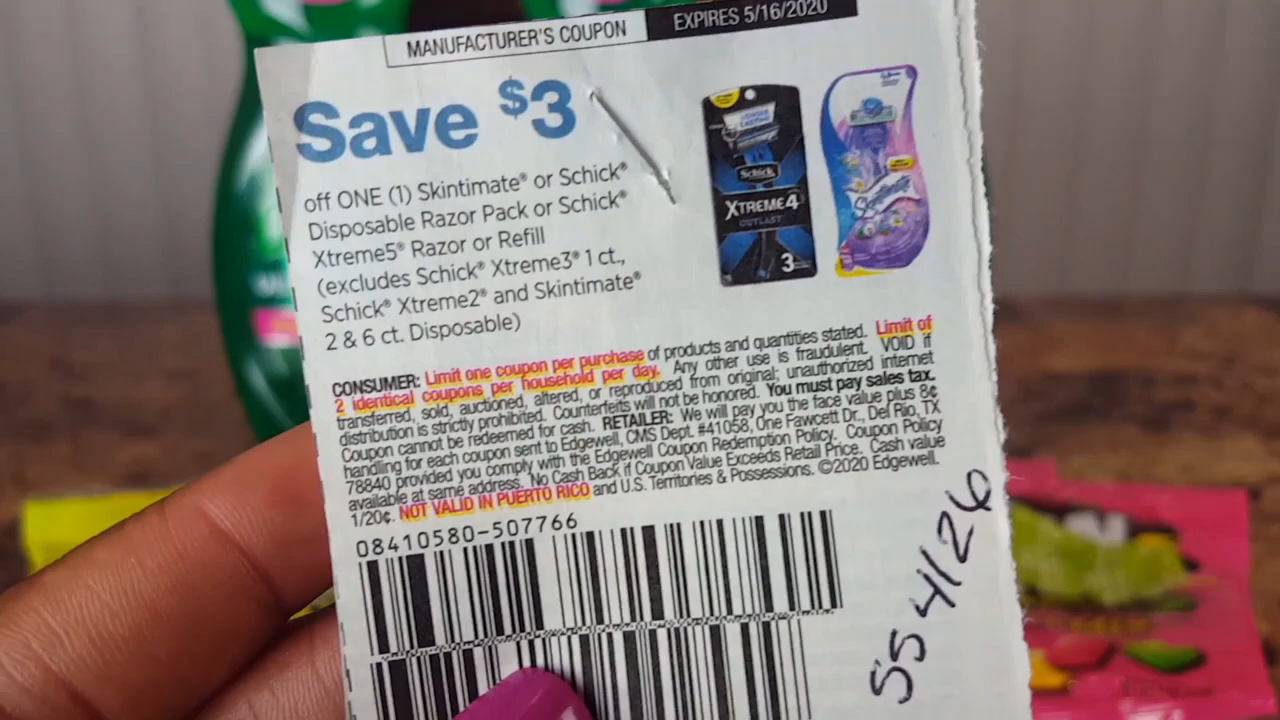 MANUFACTURER'S COUPON
EXPIRES 5/16/2020
Save $3
off ONE (1) Skintimate® or Schick®
Disposable Razor Pack or Schick®
Xtreme5® Razor or Refill
(excludes Schick® Xtreme3® 1 ct.,
Schick® Xtreme2® and Skintimate®
2 & 6 ct. Disposable)
Schick
XTREME4
OUTLAST
3
CONSUMER: Limit one coupon per purchase of products and quantities stated. Limit of
2 identical coupons per household per day. Any other use is fraudulent. VOID if
transferred, sold, auctioned, altered, or reproduced from original; unauthorized internet
distribution is strictly prohibited. Counterfeits will not be honored. You must pay sales tax.
Coupon cannot be redeemed for cash. RETAILER: We will pay you the face value plus 8¢
handling for each coupon sent to Edgewell, CMS Dept. #41058, One Fawcett Dr., Del Rio, TX
78840 provided you comply with the Edgewell Coupon Redemption Policy. Coupon Policy
available at same address. No Cash Back if Coupon Value Exceeds Retail Price. Cash value
1/20¢. NOT VALID IN PUERTO RICO and U.S. Territories & Possessions. ©2020 Edgewell.
08410580-507766
SS 4/26